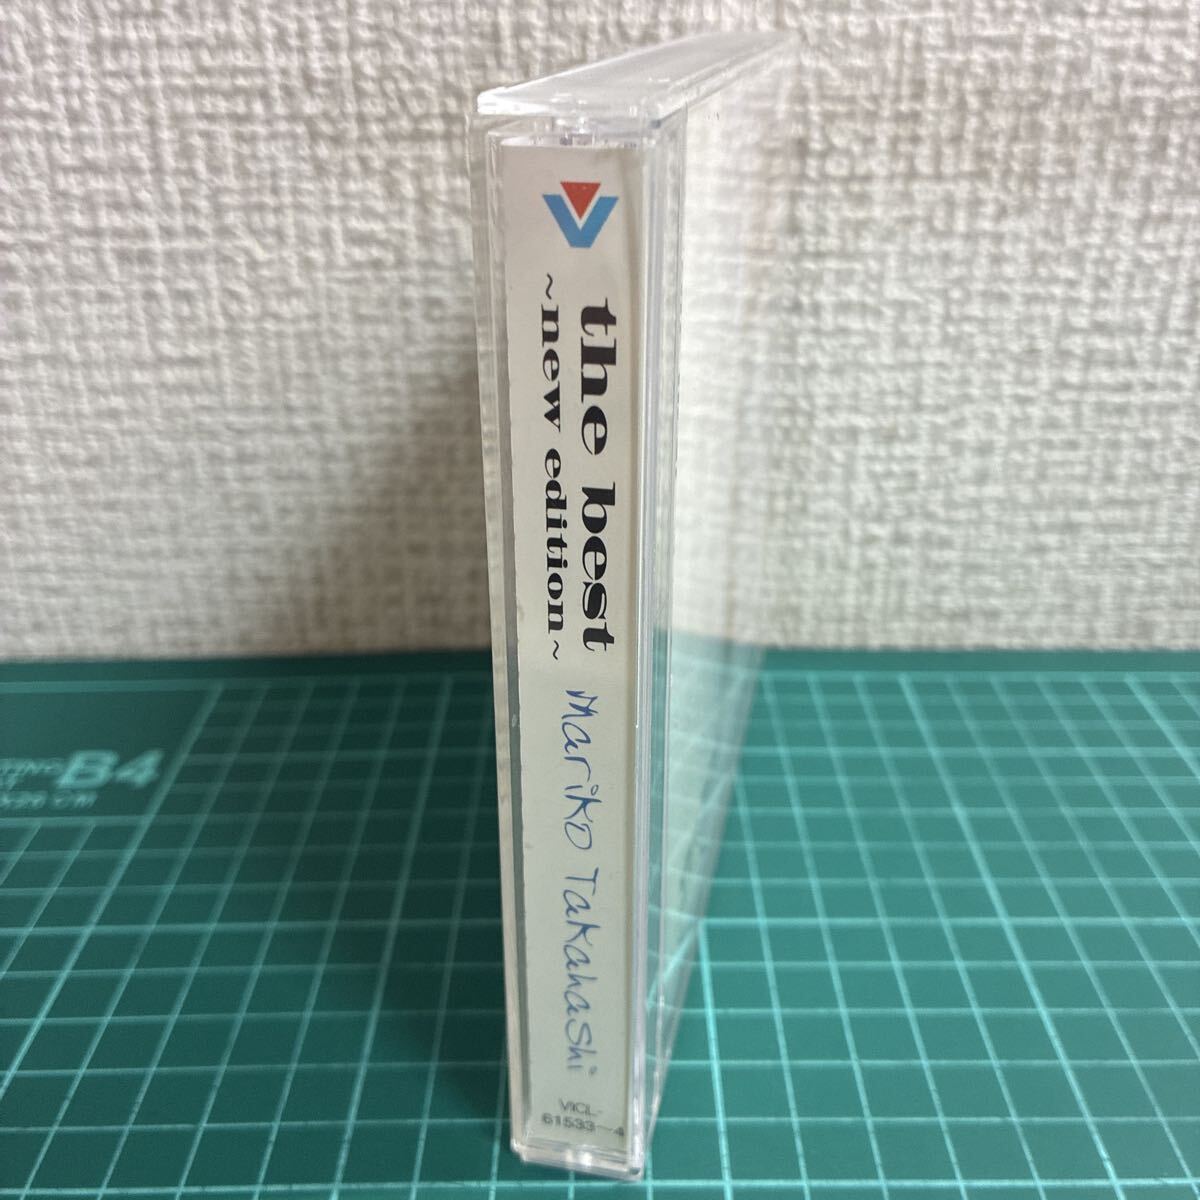 the best
~new edition~
Mariko Takahashi
VICL-
61533~4
B4